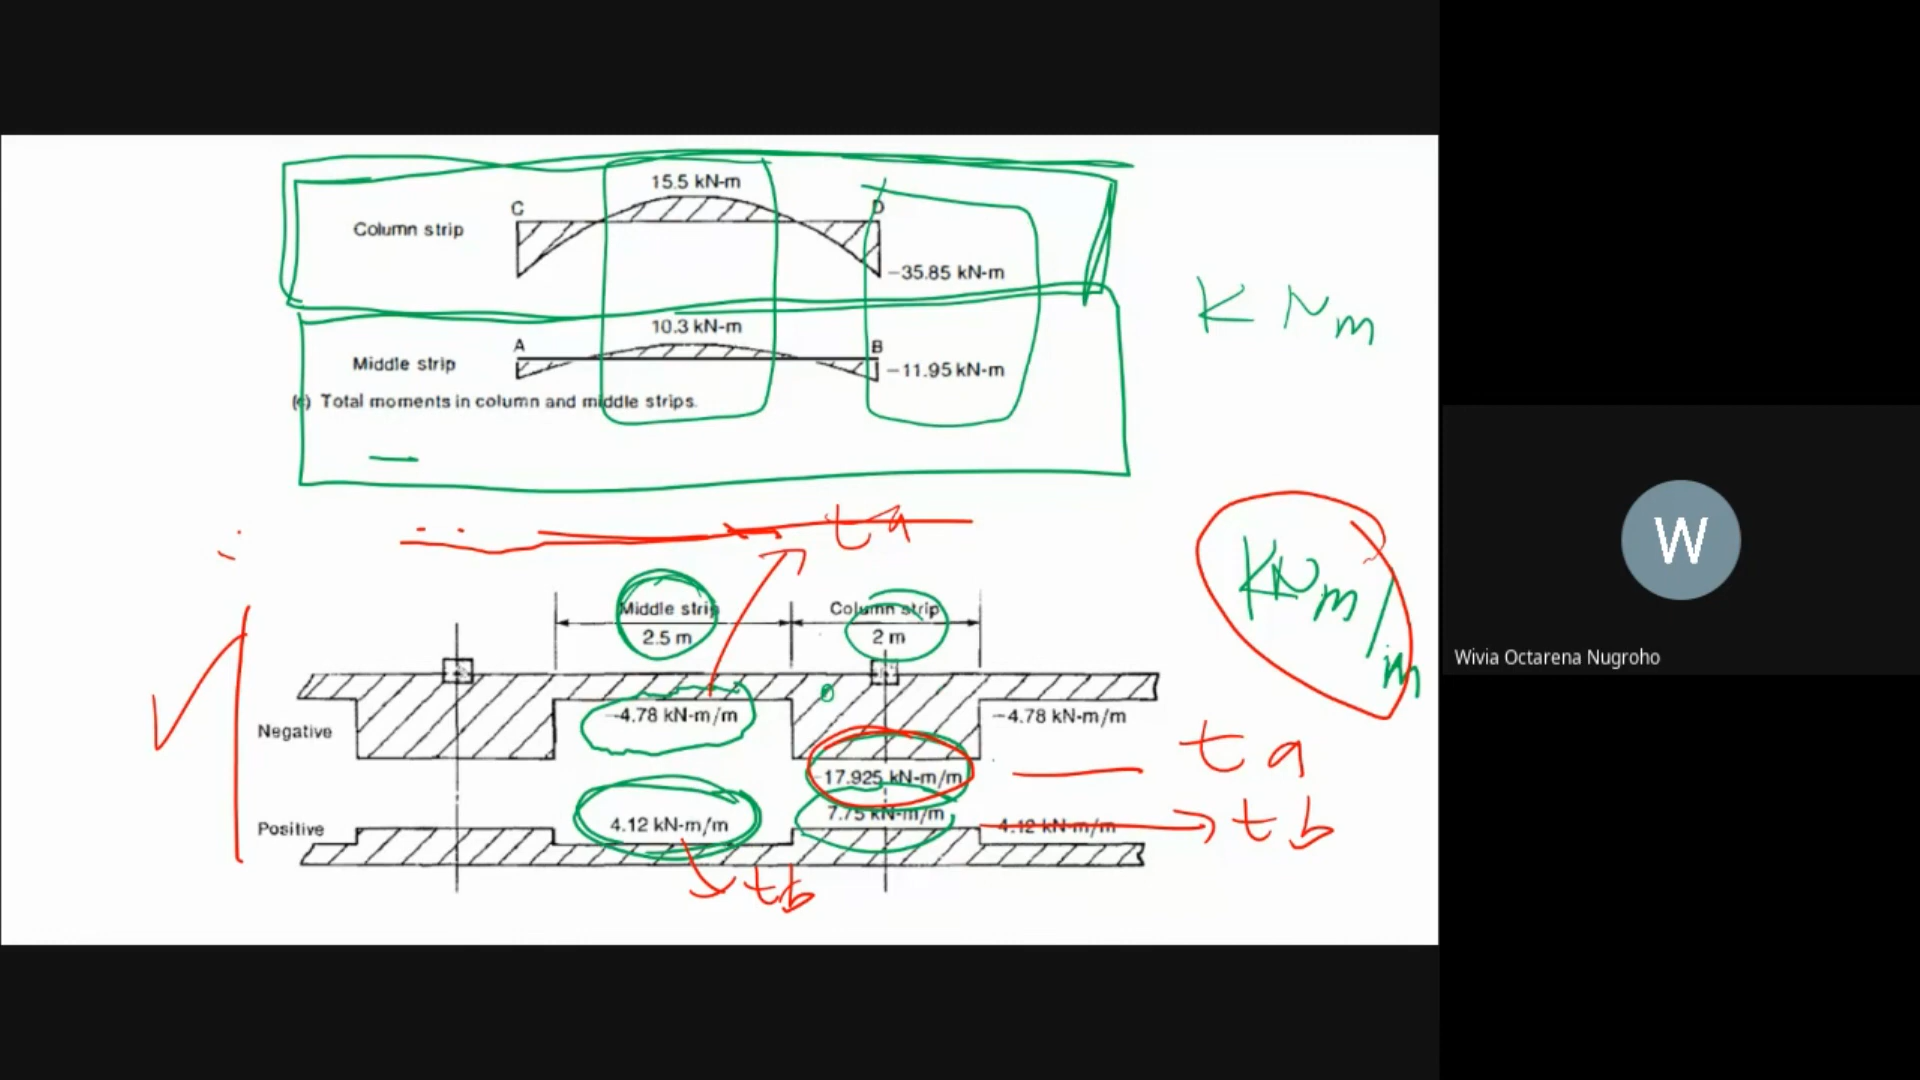 15.5 kN-m
C
D
Column strip
-35.85 kN-m
K N m
10.3 kN-m
A
B
Middle strip
-11.95 kN-m
(c) Total moments in column and middle strips.
ta
KNm/m
Middle strip
Column strip
2.5 m
2 m
W
Wivia Octarena Nugroho
-4.78 kN-m/m
-4.78 kN-m/m
Negative
ta
-17.925 kN-m/m
7.75 kN-m/m
Positive
4.12 kN-m/m
4.12 kN-m/m
tb
tb